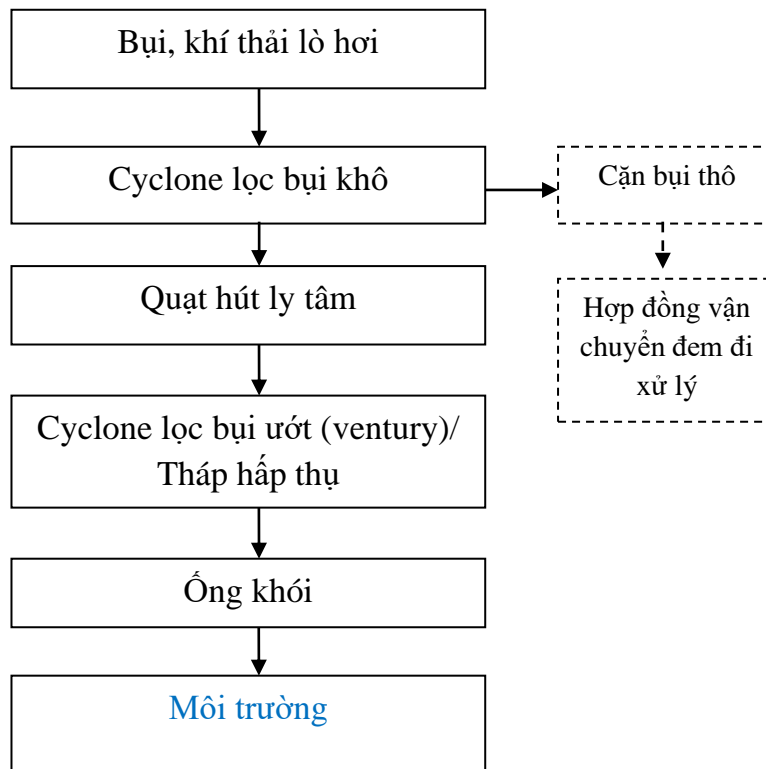 Bụi, khí thải lò hơi
Cyclone lọc bụi khô
Cặn bụi thô
Quạt hút ly tâm
Hợp đồng vận
chuyển đem đi
xử lý
Cyclone lọc bụi ướt (ventury)/
Tháp hấp thụ
Ống khói
Môi trường